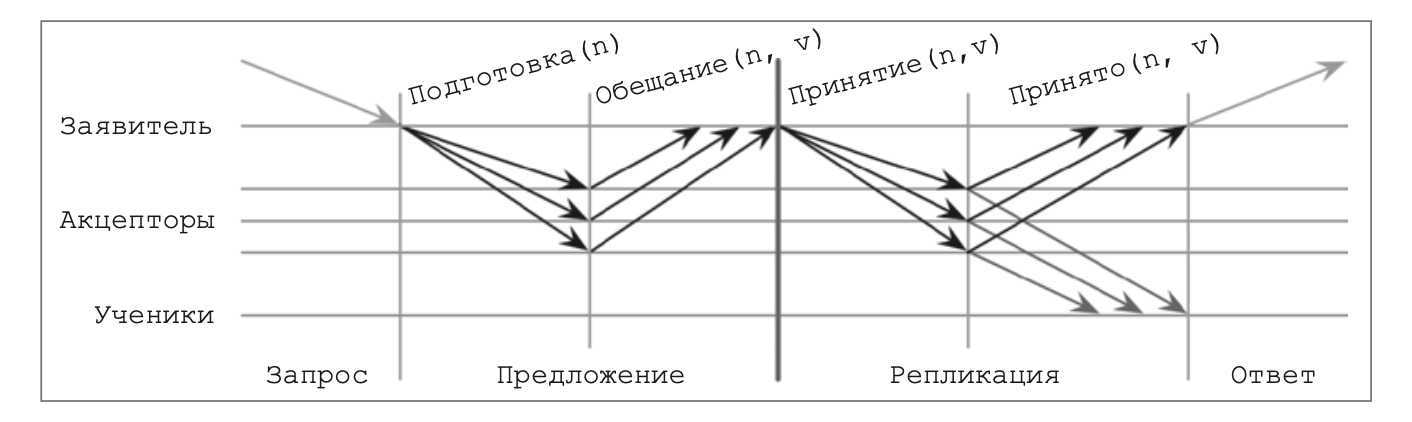 Подготовка(n)
Обещание(n, v)
Принятие(n,v)
Принято(n, v)
Заявитель
Акцепторы
Ученики
Запрос
Предложение
Репликация
Ответ